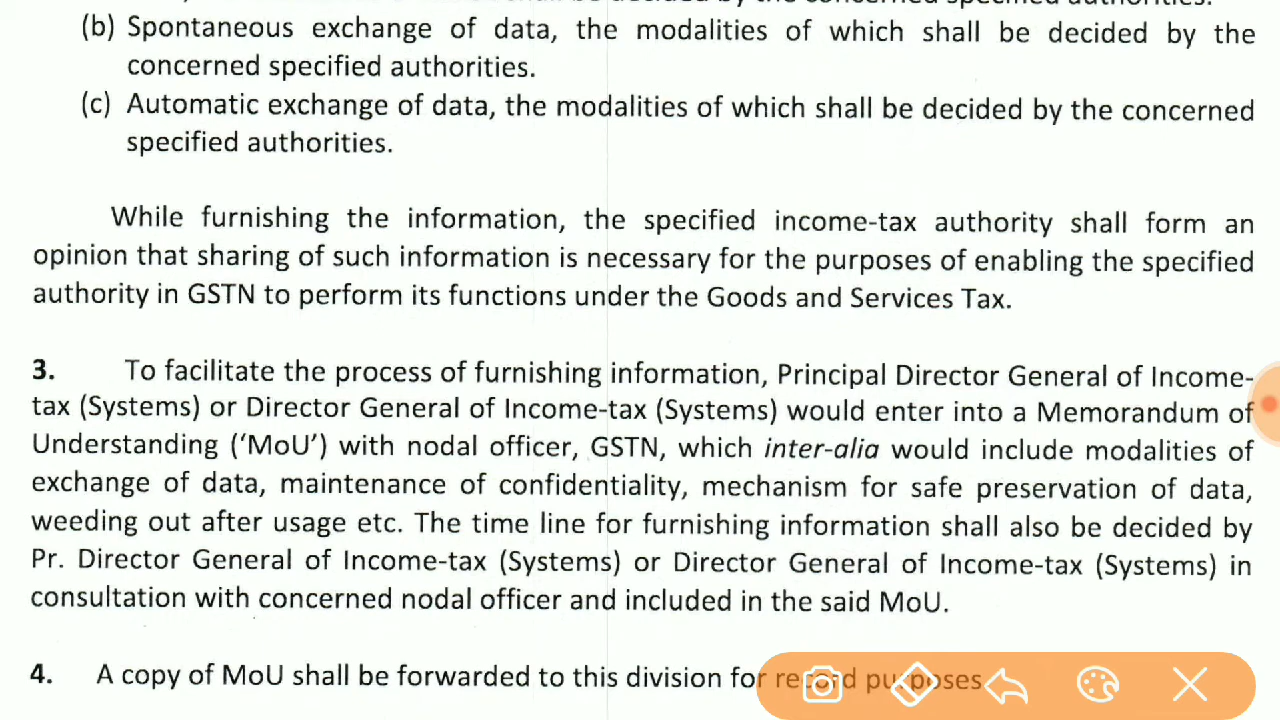 (b) Spontaneous exchange of data, the modalities of which shall be decided by the
concerned specified authorities.
(c) Automatic exchange of data, the modalities of which shall be decided by the concerned
specified authorities.
While furnishing the information, the specified income-tax authority shall form an
opinion that sharing of such information is necessary for the purposes of enabling the specified
authority in GSTN to perform its functions under the Goods and Services Tax.
3. To facilitate the process of furnishing information, Principal Director General of Income-
tax (Systems) or Director General of Income-tax (Systems) would enter into a Memorandum of
Understanding (‘MoU’) with nodal officer, GSTN, which inter-alia would include modalities of
exchange of data, maintenance of confidentiality, mechanism for safe preservation of data,
weeding out after usage etc. The time line for furnishing information shall also be decided by
Pr. Director General of Income-tax (Systems) or Director General of Income-tax (Systems) in
consultation with concerned nodal officer and included in the said MoU.
4. A copy of MoU shall be forwarded to this division for record purposes